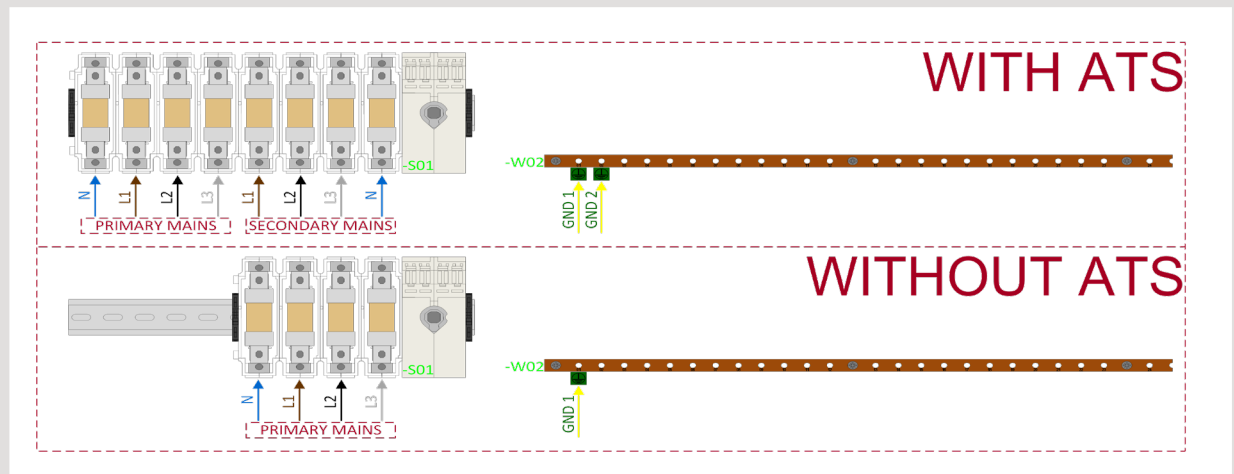 WITH ATS
-S01
-W02
N L1 L2 L3 L1 L2 L3 N
GND 1 GND 2
PRIMARY MAINS SECONDARY MAINS
WITHOUT ATS
-S01
-W02
N L1 L2 L3
GND 1
PRIMARY MAINS